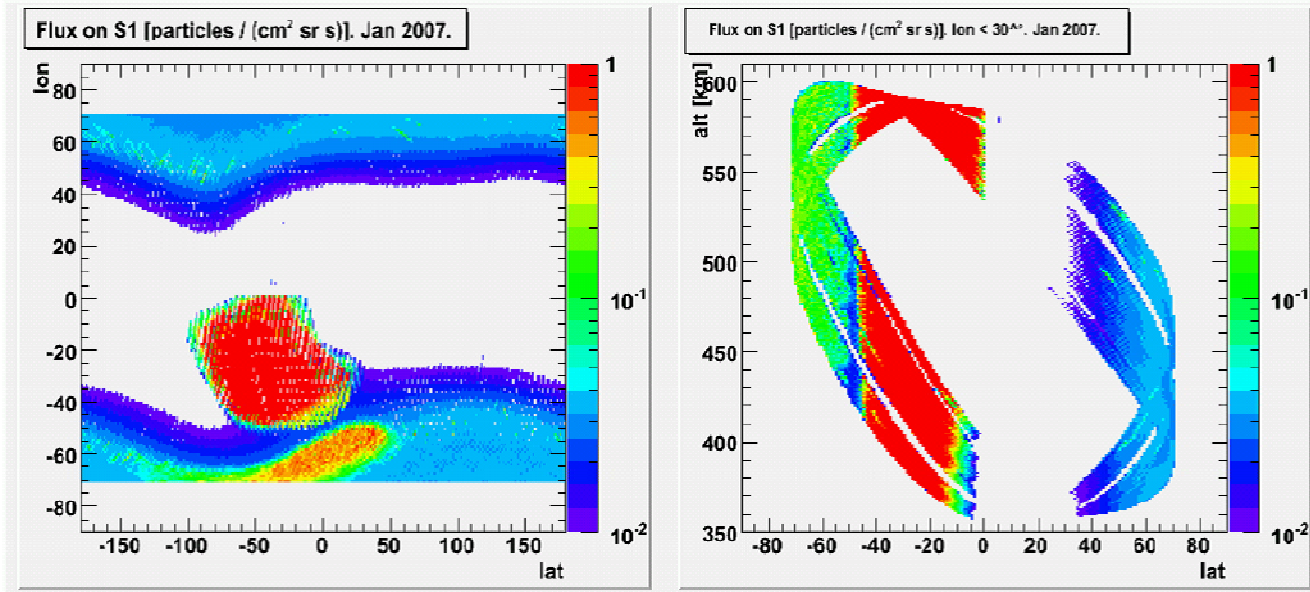 Flux on S1 [particles / (cm² sr s)]. Jan 2007.
lon
80
60
40
20
0
-20
-40
-60
-80
-150 -100 -50 0 50 100 150
lat
1
10⁻¹
10⁻²
Flux on S1 [particles / (cm² sr s)]. lon < 30^^°. Jan 2007.
alt [km]
600
550
500
450
400
350
-80 -60 -40 -20 0 20 40 60 80
lat
1
10⁻¹
10⁻²